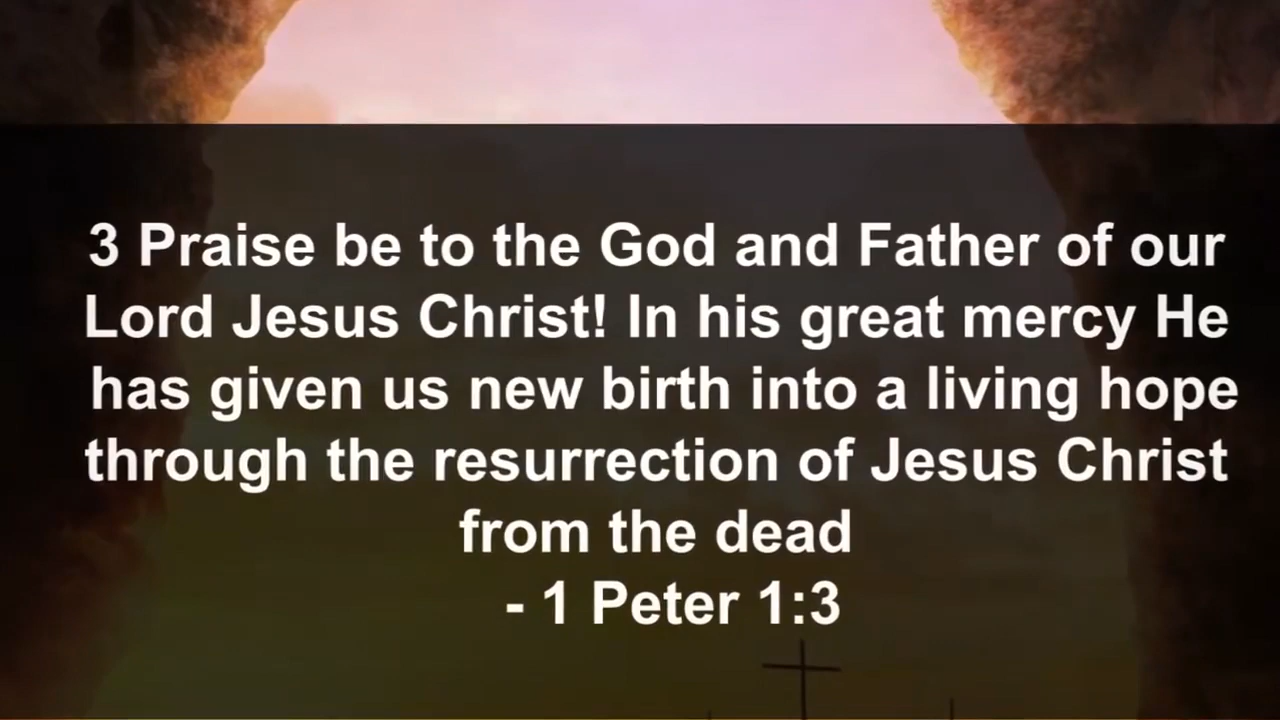 3 Praise be to the God and Father of our
Lord Jesus Christ! In his great mercy He
has given us new birth into a living hope
through the resurrection of Jesus Christ
from the dead
- 1 Peter 1:3